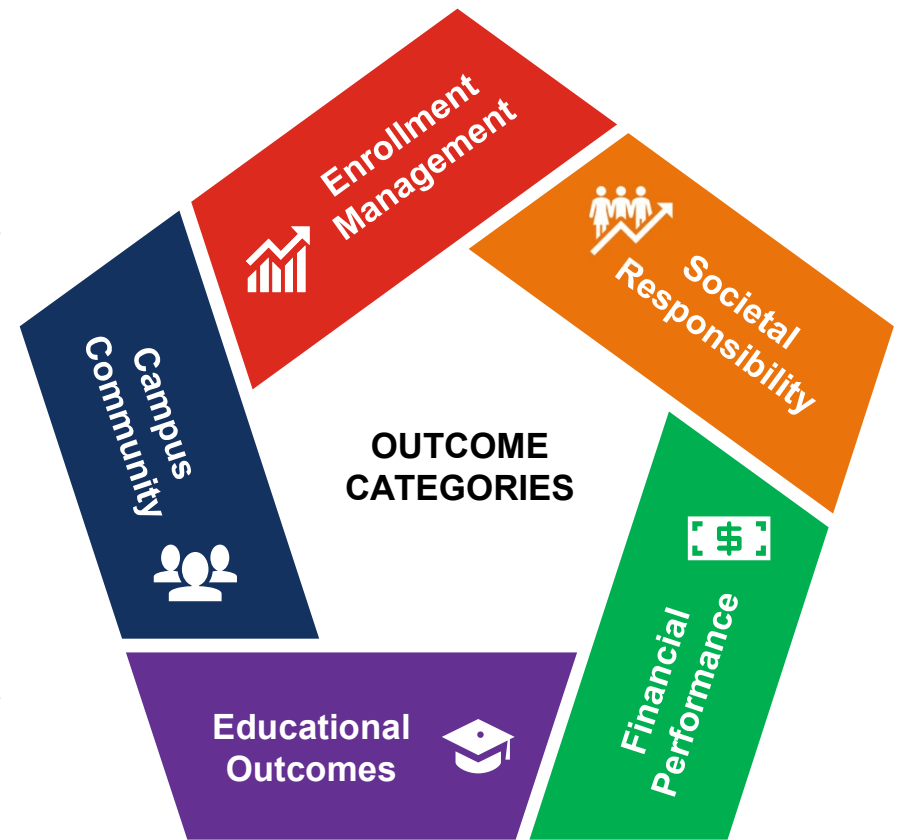 Enrollment
Management
Societal
Responsibility
Campus
Community
OUTCOME
CATEGORIES
Financial
Performance
Educational
Outcomes